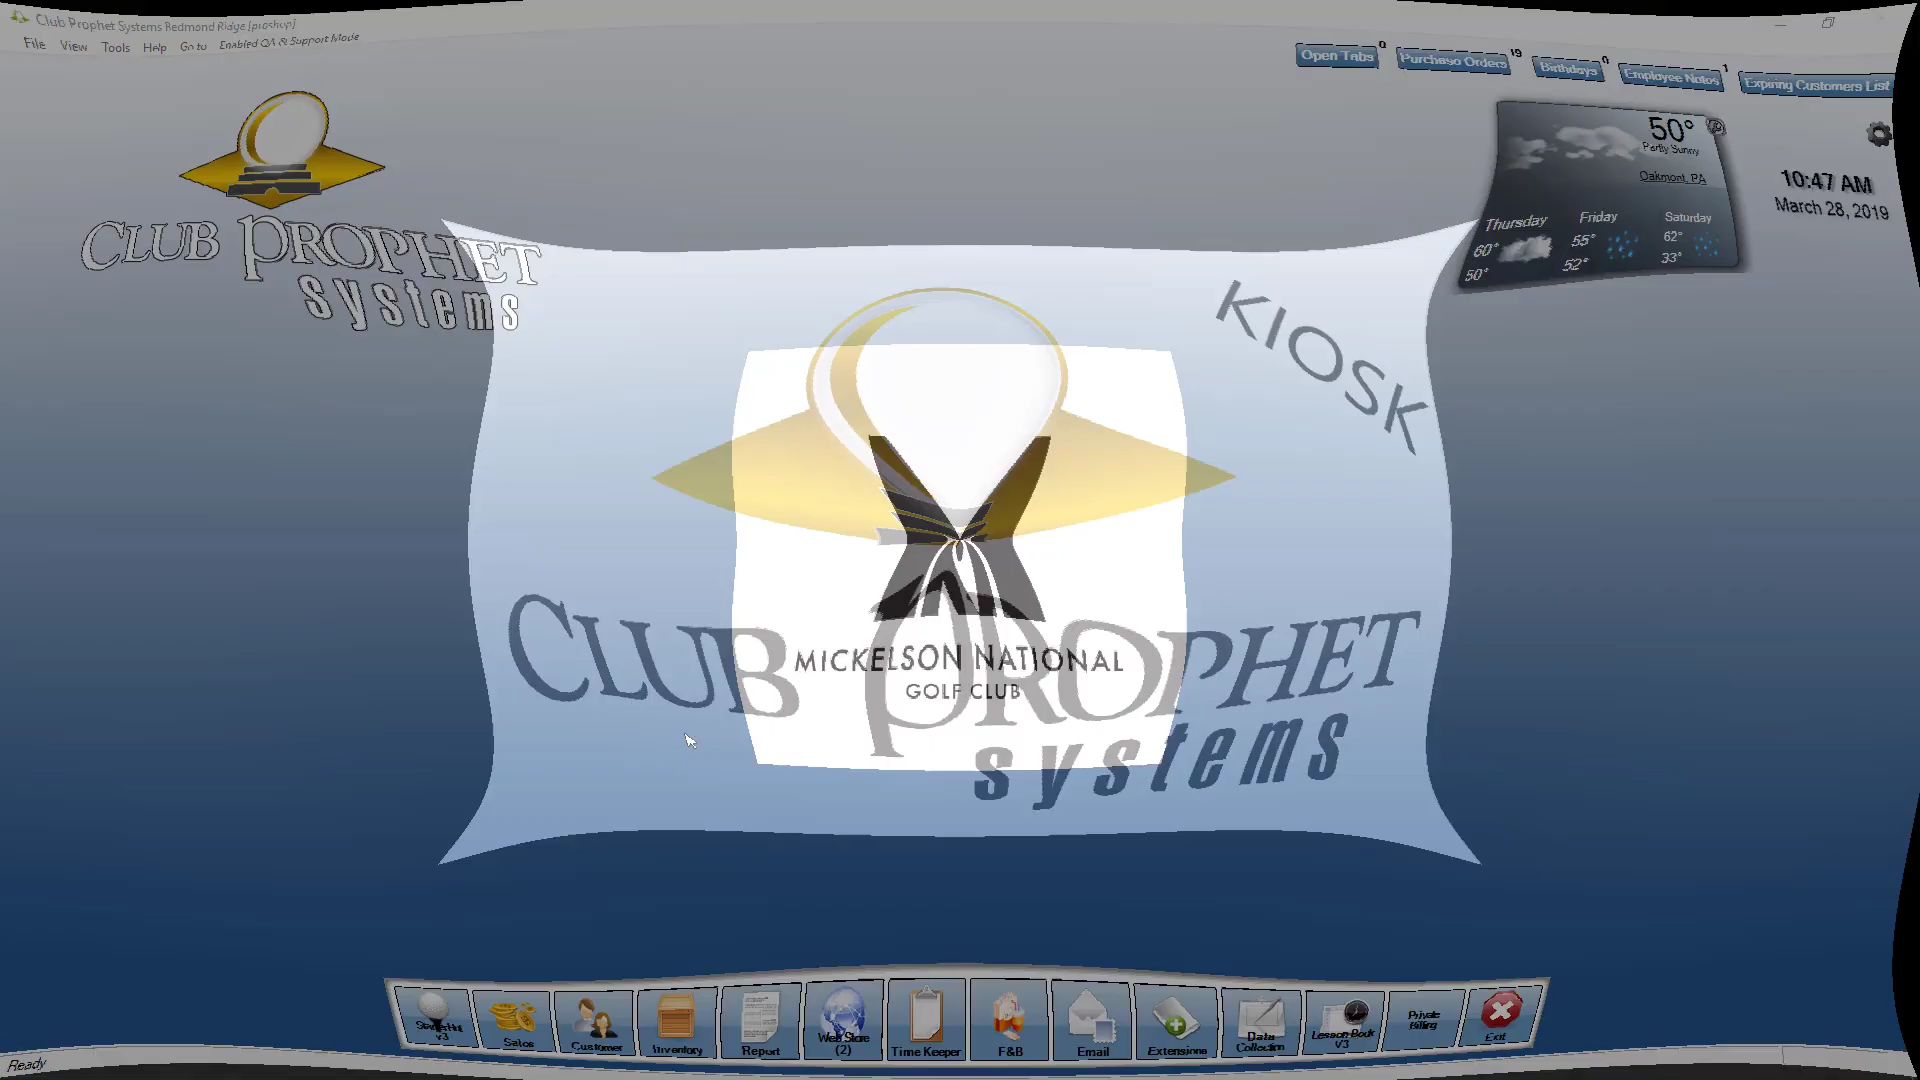 Club Prophet Systems Redmond Ridge [proshop]
File View Tools Help Go to Enabled QA & Support Mode
Open Tabs 0 Purchase Orders 19 Birthdays 0 Employee Notes 1 Expiring Customers List
50°
Partly Sunny
Oakmont, PA
Thursday Friday Saturday
60° 55° 62°
50° 52° 33°
10:47 AM
March 28, 2019
CLUB PROPHET
systems
KIOSK
CLUB PROPHET
systems
MICKELSON NATIONAL
GOLF CLUB
Starter Hut
v3
Sales
Customer
Inventory
Report
Web Store
(2)
Time Keeper
F&B
Email
Extensions
Data
Collection
Lesson Book
V3
Private
Billing
Exit
Ready